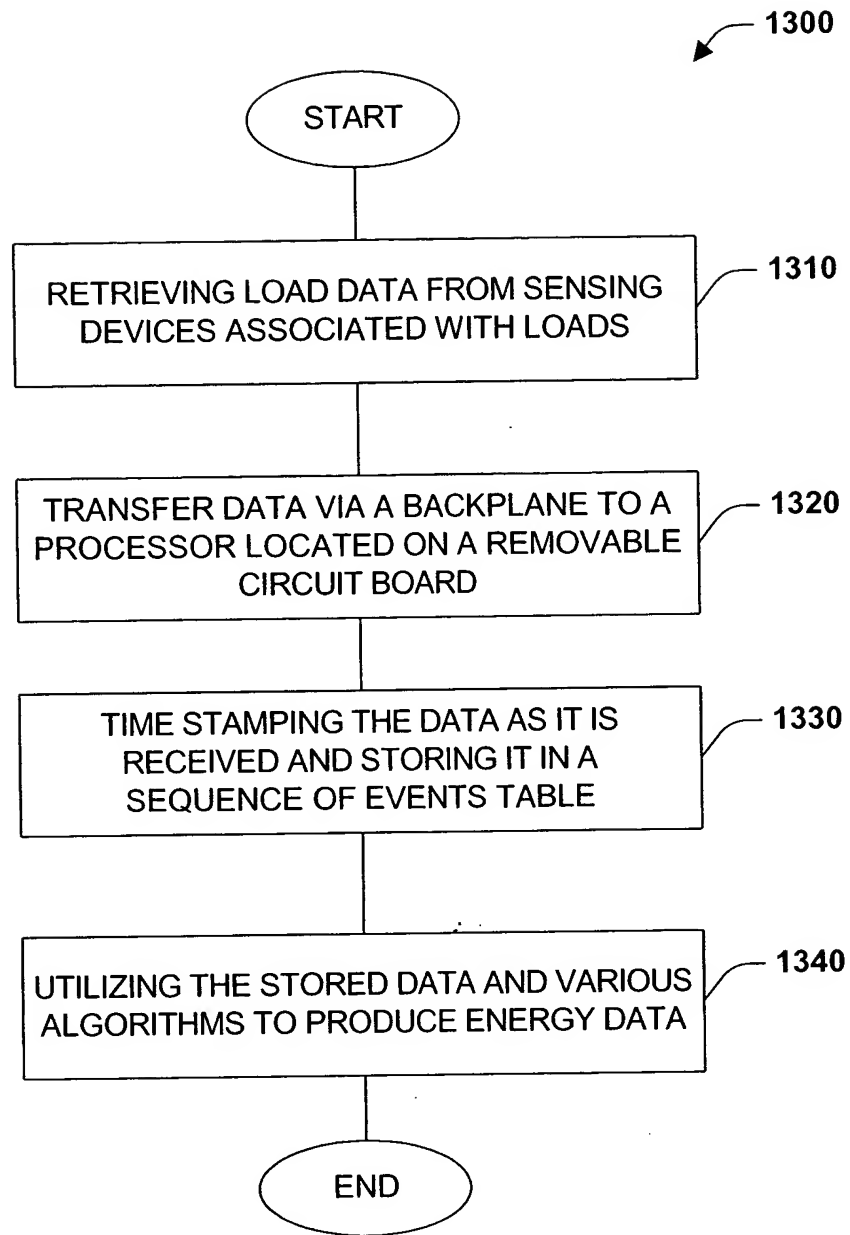 1300
START
RETRIEVING LOAD DATA FROM SENSING
DEVICES ASSOCIATED WITH LOADS
1310
TRANSFER DATA VIA A BACKPLANE TO A
PROCESSOR LOCATED ON A REMOVABLE
CIRCUIT BOARD
1320
TIME STAMPING THE DATA AS IT IS
RECEIVED AND STORING IT IN A
SEQUENCE OF EVENTS TABLE
1330
UTILIZING THE STORED DATA AND VARIOUS
ALGORITHMS TO PRODUCE ENERGY DATA
1340
END